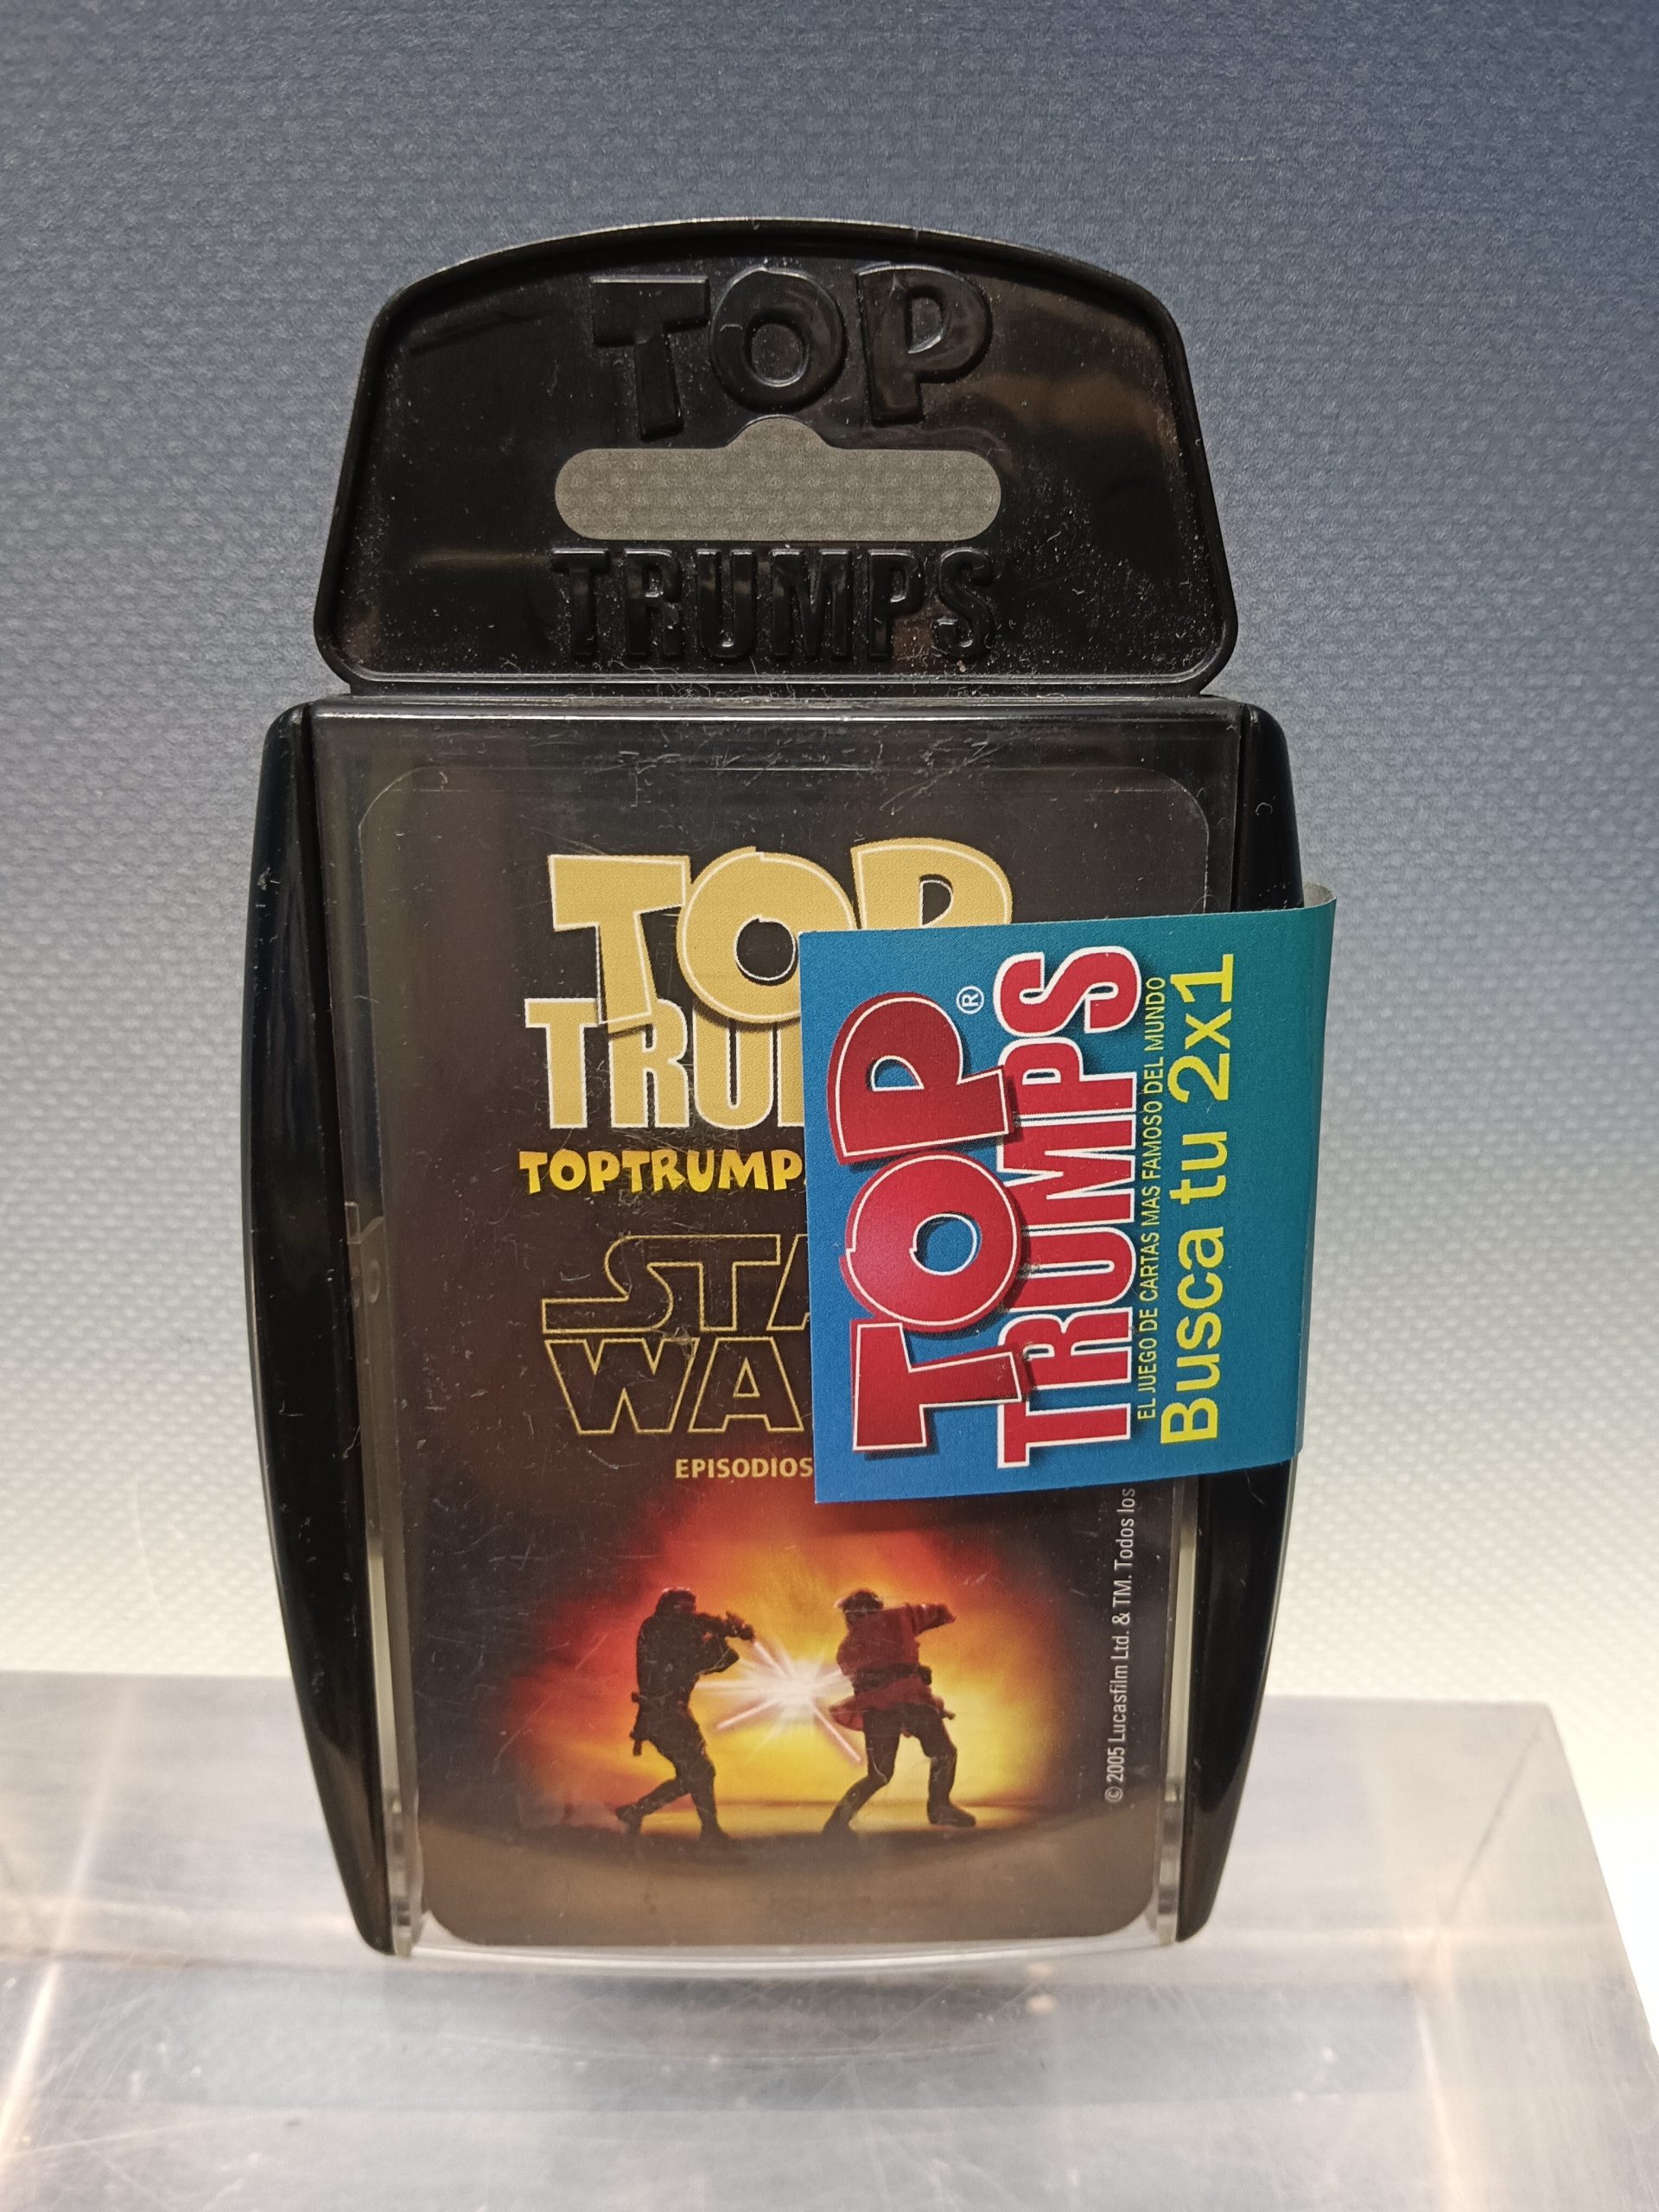 TOP
TRUMPS
TOP
TRU
TOPTRUMP
STA
WA
EPISODIOS
© 2005 Lucasfilm Ltd. & TM. Todos los
TOP®
TRUMPS
EL JUEGO DE CARTAS MAS FAMOSO DEL MUNDO
Busca tu 2x1